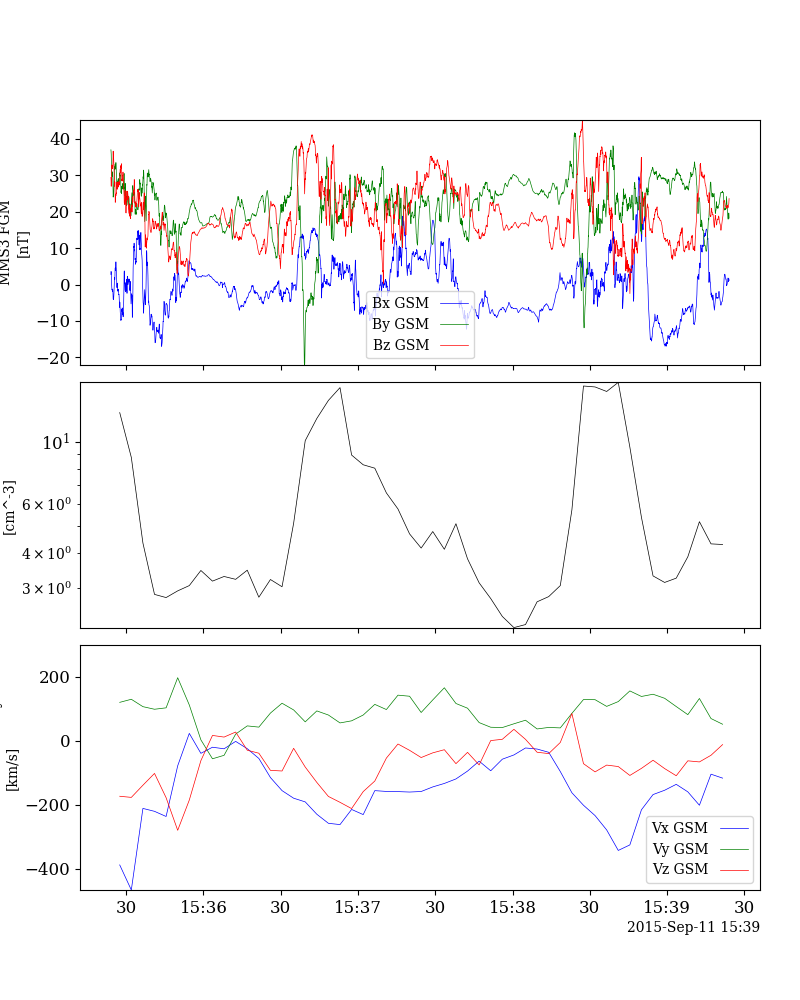 40
30
20
10
0
−10
−20
MMS3 FGM
[nT]
Bx GSM
By GSM
Bz GSM
10^1
6 × 10^0
4 × 10^0
3 × 10^0
[cm^-3]
200
0
−200
−400
[km/s]
Vx GSM
Vy GSM
Vz GSM
30 15:36 30 15:37 30 15:38 30 15:39 30
2015-Sep-11 15:39